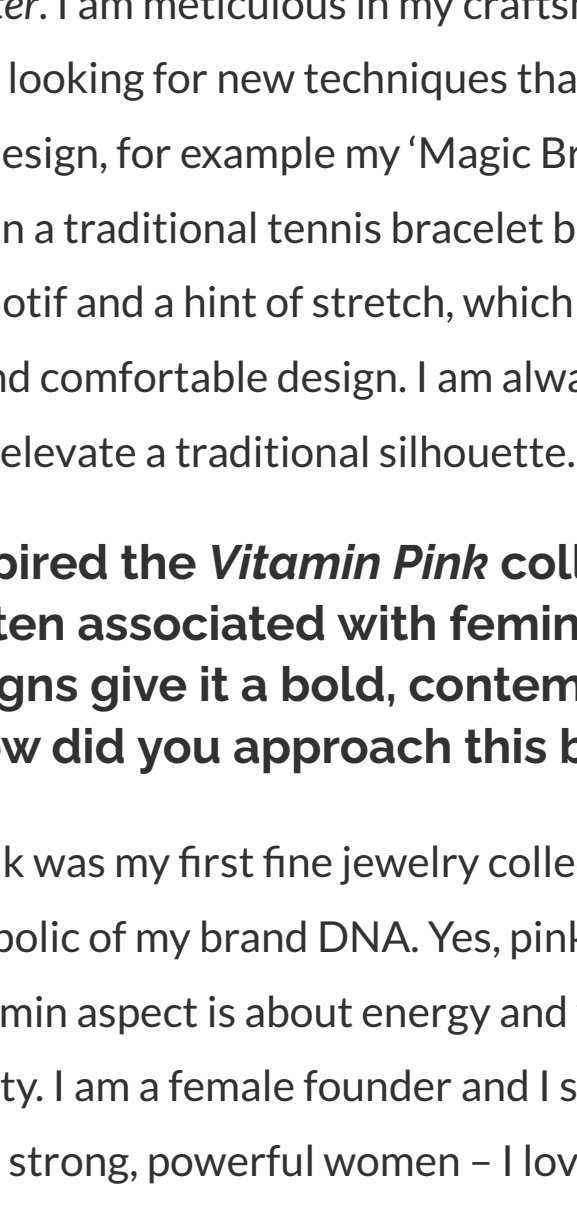 ter. I am meticulous in my crafts
looking for new techniques tha
esign, for example my ‘Magic Br
n a traditional tennis bracelet b
otif and a hint of stretch, which
nd comfortable design. I am alwa
elevate a traditional silhouette.
pired the Vitamin Pink coll
ten associated with femin
gns give it a bold, contem
ow did you approach this b
k was my first fine jewelry colle
bolic of my brand DNA. Yes, pink
min aspect is about energy and
ty. I am a female founder and I s
strong, powerful women – I lov